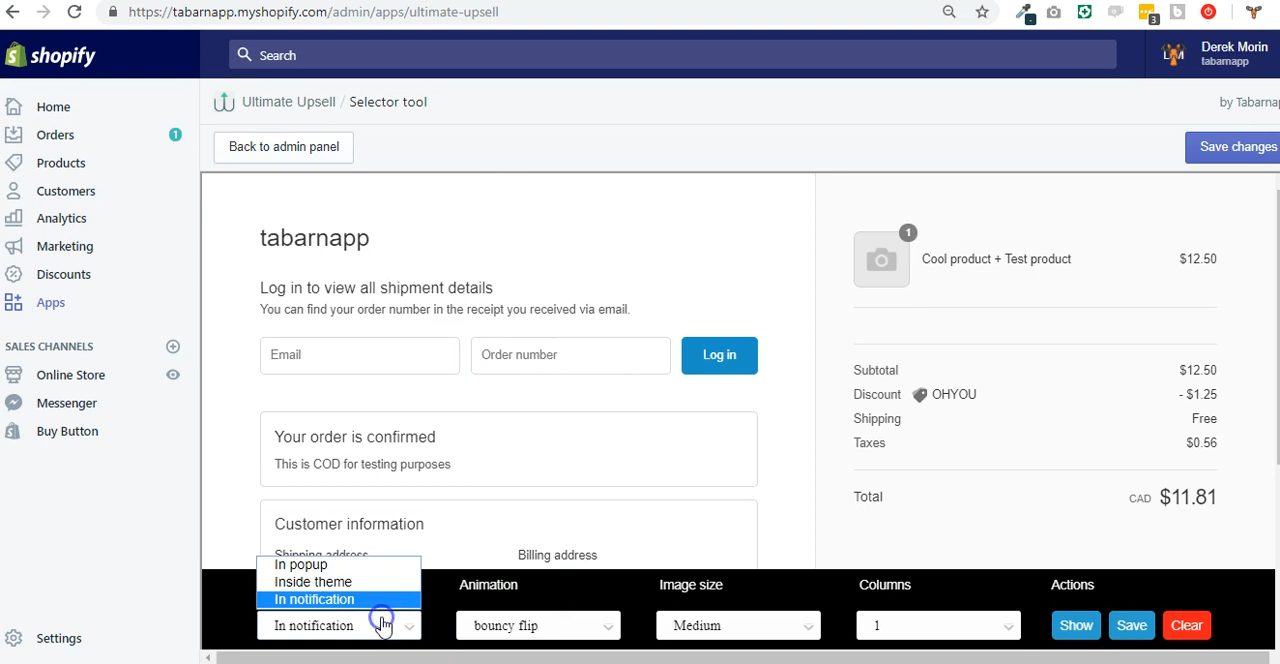 https://tabarnapp.myshopify.com/admin/apps/ultimate-upsell
3
b
shopify
Search
LM
Derek Morin
tabarnapp
Home
Orders
1
Products
Customers
Analytics
Marketing
Discounts
Apps
SALES CHANNELS
Online Store
Messenger
Buy Button
Settings
Ultimate Upsell / Selector tool
by Tabarnap
Back to admin panel
Save changes
tabarnapp
Log in to view all shipment details
You can find your order number in the receipt you received via email.
Email
Order number
Log in
Your order is confirmed
This is COD for testing purposes
Customer information
Shipping address
Billing address
1
Cool product + Test product
$12.50
Subtotal
$12.50
Discount
OHYOU
- $1.25
Shipping
Free
Taxes
$0.56
Total
CAD $11.81
In popup
Inside theme
In notification
In notification
Animation
bouncy flip
Image size
Medium
Columns
1
Actions
Show
Save
Clear